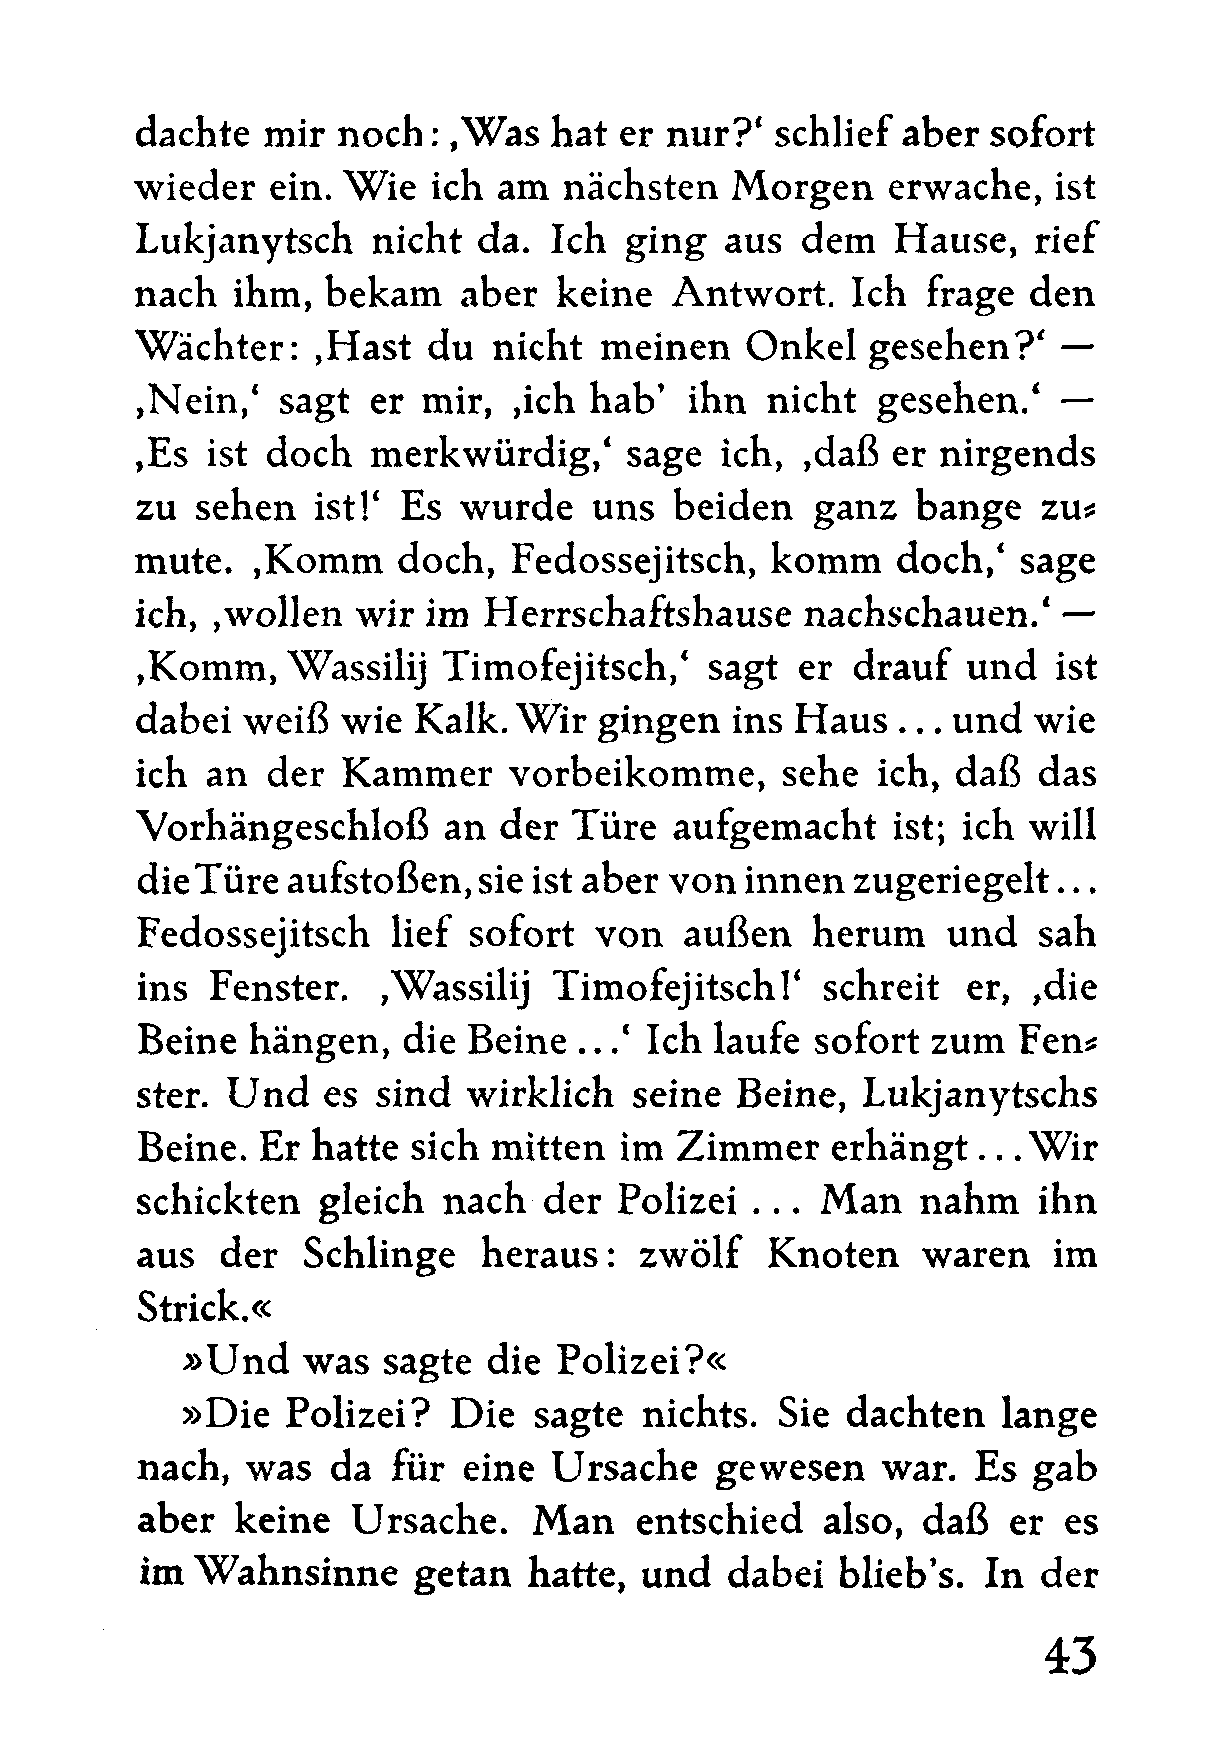 dachte mir noch: ‚Was hat er nur?‘ schlief aber sofort
wieder ein. Wie ich am nächsten Morgen erwache, ist
Lukjanytsch nicht da. Ich ging aus dem Hause, rief
nach ihm, bekam aber keine Antwort. Ich frage den
Wächter: ‚Hast du nicht meinen Onkel gesehen?‘ —
‚Nein,‘ sagt er mir, ‚ich hab’ ihn nicht gesehen.‘ —
‚Es ist doch merkwürdig,‘ sage ich, ‚daß er nirgends
zu sehen ist!‘ Es wurde uns beiden ganz bange zu⸗
mute. ‚Komm doch, Fedossejitsch, komm doch,‘ sage
ich, ‚wollen wir im Herrschaftshause nachschauen.‘ —
‚Komm, Wassilij Timofejitsch,‘ sagt er drauf und ist
dabei weiß wie Kalk. Wir gingen ins Haus ... und wie
ich an der Kammer vorbeikomme, sehe ich, daß das
Vorhängeschloß an der Türe aufgemacht ist; ich will
die Türe aufstoßen, sie ist aber von innen zugeriegelt...
Fedossejitsch lief sofort von außen herum und sah
ins Fenster. ‚Wassilij Timofejitsch!‘ schreit er, ‚die
Beine hängen, die Beine ...‘ Ich laufe sofort zum Fen⸗
ster. Und es sind wirklich seine Beine, Lukjanytschs
Beine. Er hatte sich mitten im Zimmer erhängt ... Wir
schickten gleich nach der Polizei ... Man nahm ihn
aus der Schlinge heraus: zwölf Knoten waren im
Strick.«
»Und was sagte die Polizei?«
»Die Polizei? Die sagte nichts. Sie dachten lange
nach, was da für eine Ursache gewesen war. Es gab
aber keine Ursache. Man entschied also, daß er es
im Wahnsinne getan hatte, und dabei blieb’s. In der
43